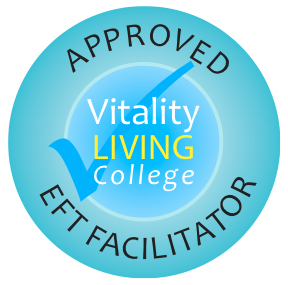 APPROVED
Vitality
LIVING
College
EFT FACILITATOR